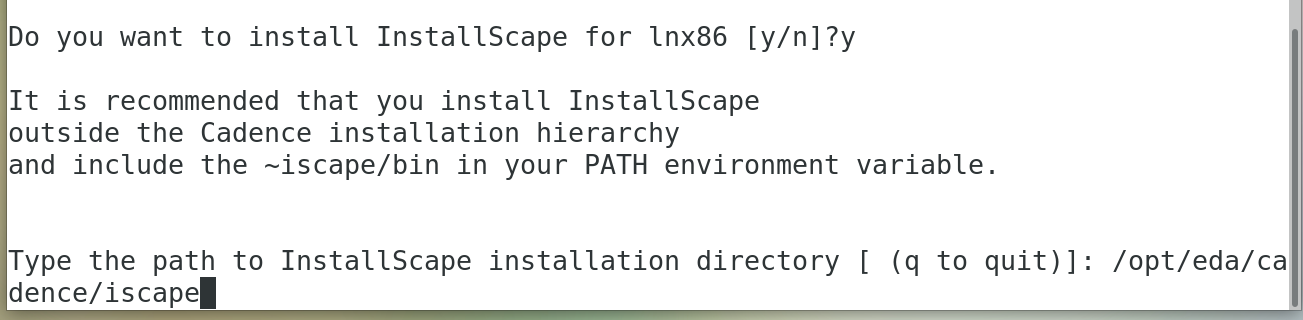 Do you want to install InstallScape for lnx86 [y/n]?y
It is recommended that you install InstallScape
outside the Cadence installation hierarchy
and include the ~iscape/bin in your PATH environment variable.
Type the path to InstallScape installation directory [ (q to quit)]: /opt/eda/ca
dence/iscape